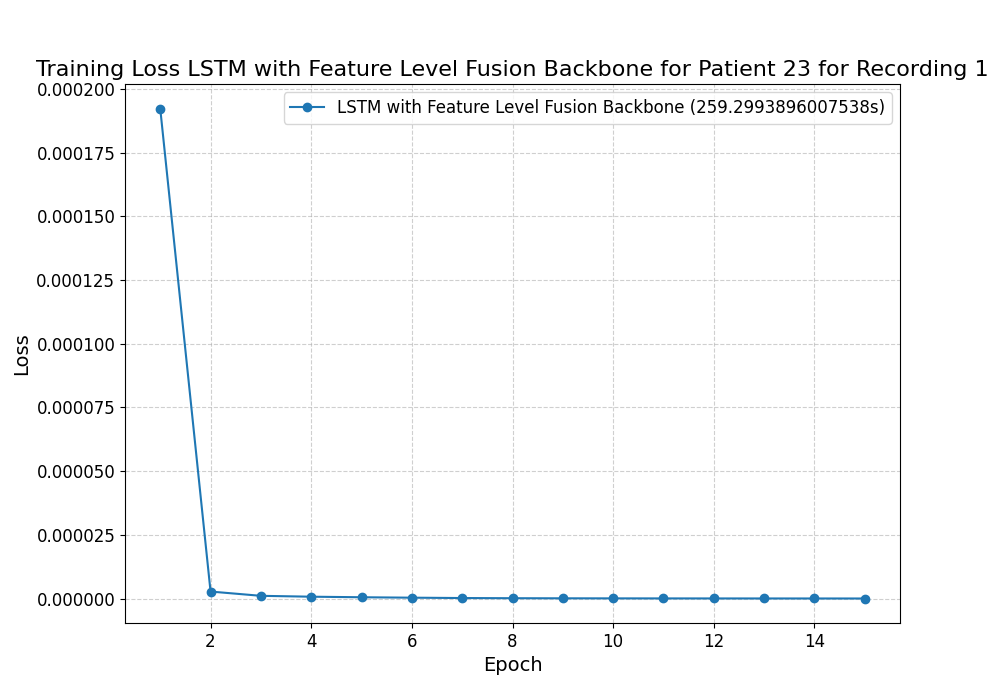 Training Loss LSTM with Feature Level Fusion Backbone for Patient 23 for Recording 1
LSTM with Feature Level Fusion Backbone (259.2993896007538s)
0.000200
0.000175
0.000150
0.000125
0.000100
0.000075
0.000050
0.000025
0.000000
Loss
2 4 6 8 10 12 14
Epoch